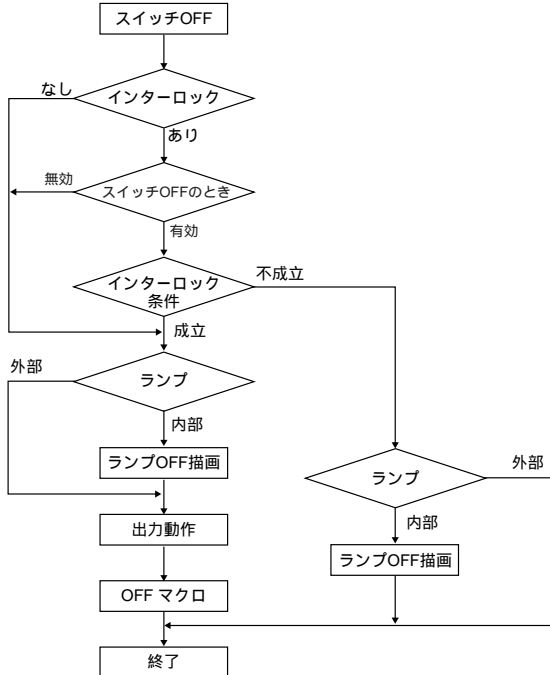 スイッチOFF
なし
インターロック
あり
無効
スイッチOFFのとき
有効
インターロック
条件
不成立
成立
外部
ランプ
内部
ランプOFF描画
ランプ
外部
内部
出力動作
ランプOFF描画
OFF マクロ
終了